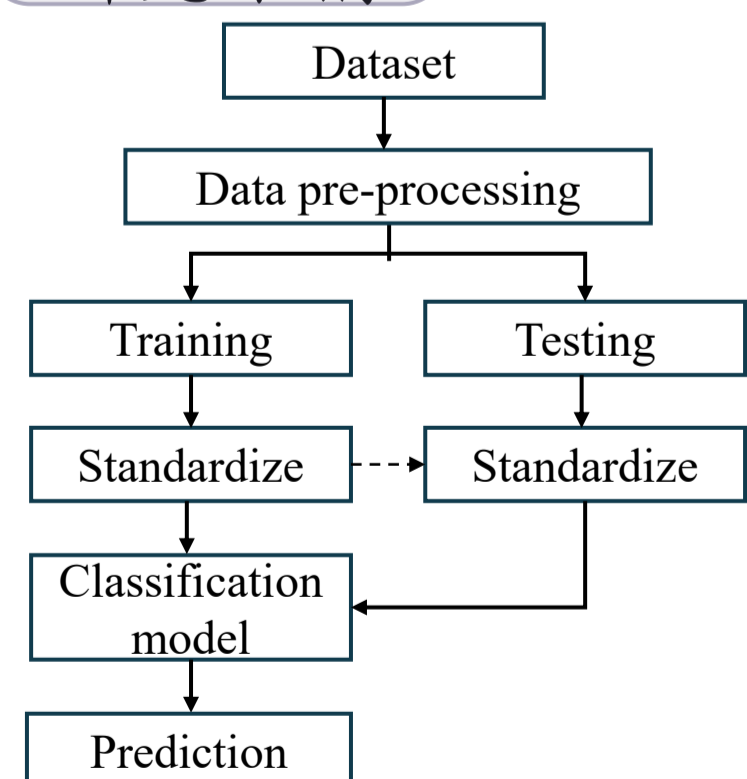 Dataset
Data pre-processing
Training
Testing
Standardize
Standardize
Classification
model
Prediction